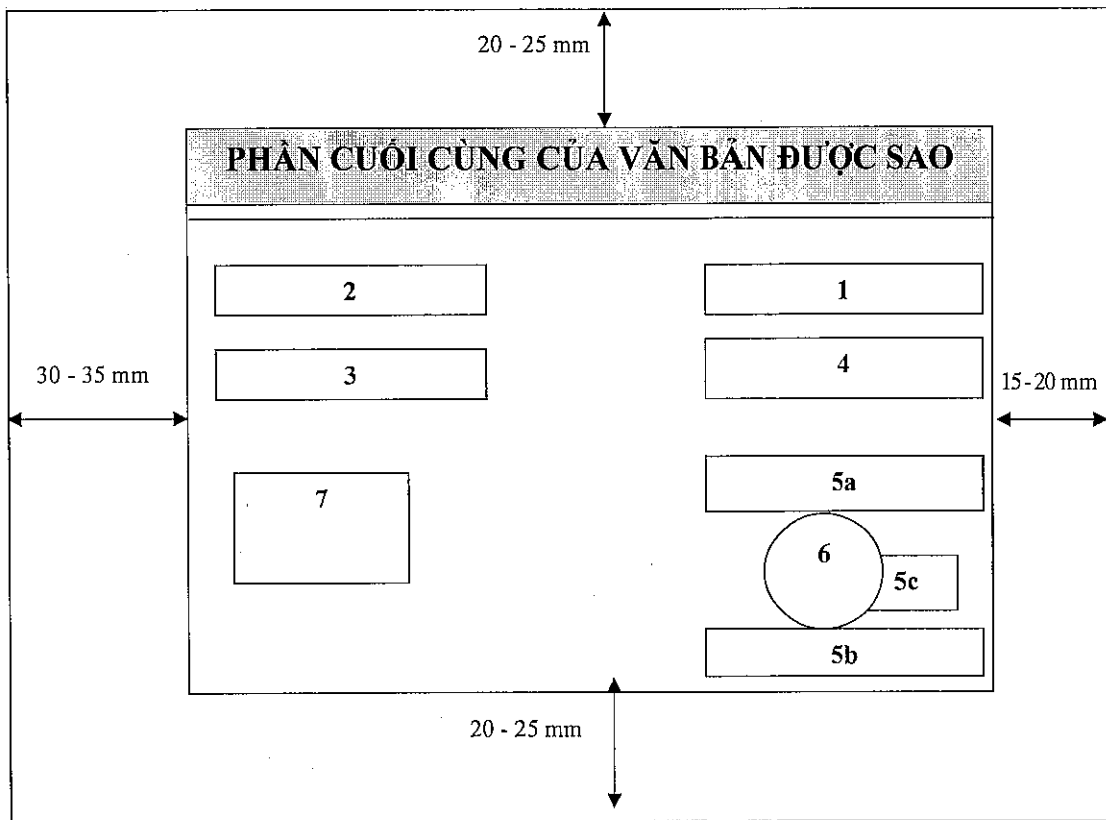 20 - 25 mm
PHẦN CUỐI CÙNG CỦA VĂN BẢN ĐƯỢC SAO
2
1
3
4
30 - 35 mm
15-20 mm
5a
7
6
5c
5b
20 - 25 mm